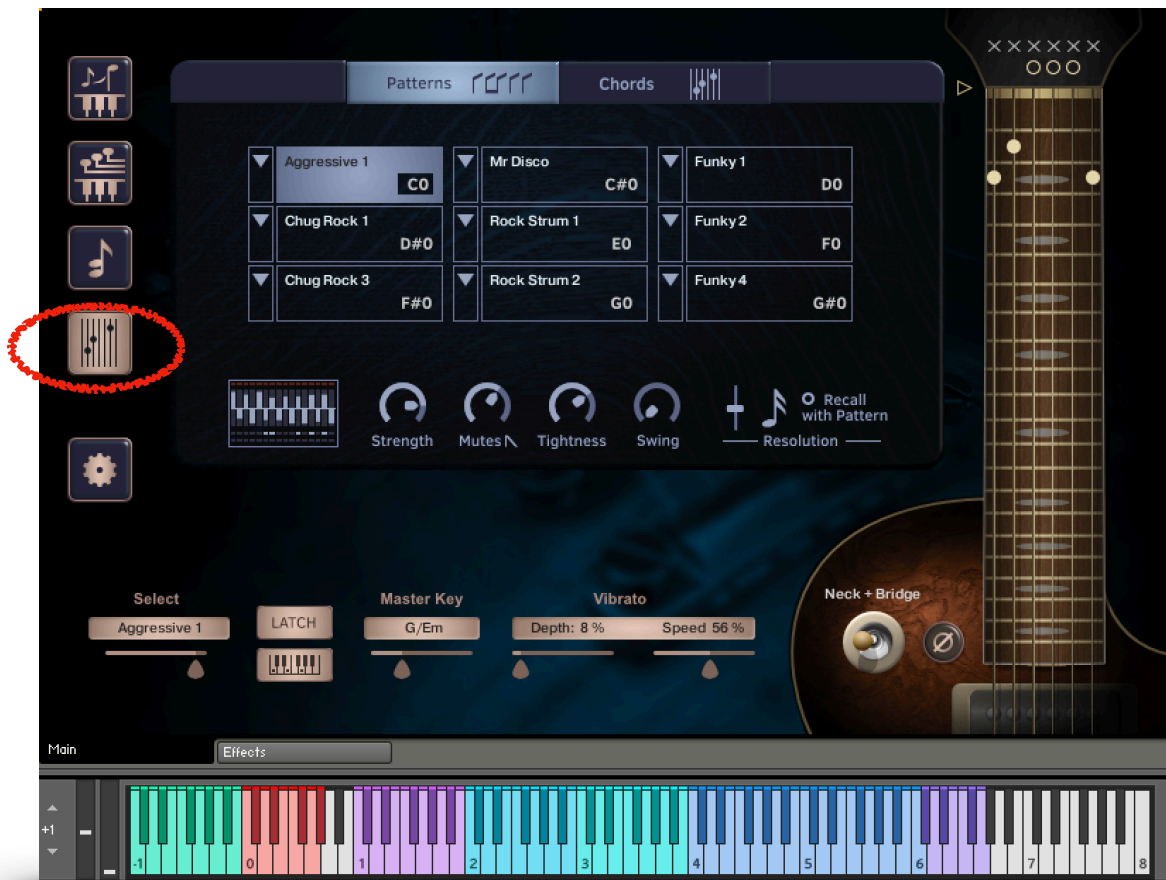 XXXXXX
OOO
Patterns
Chords
Aggressive 1
C0
Mr Disco
C#0
Funky 1
D0
Chug Rock 1
D#0
Rock Strum 1
E0
Funky 2
F0
Chug Rock 3
F#0
Rock Strum 2
G0
Funky 4
G#0
Strength
Mutes
Tightness
Swing
Recall
with Pattern
Resolution
Neck + Bridge
Select
Aggressive 1
LATCH
Master Key
G/Em
Vibrato
Depth: 8 %
Speed 56 %
Ø
Main
Effects
+1
-1
0
1
2
3
4
5
6
7
8